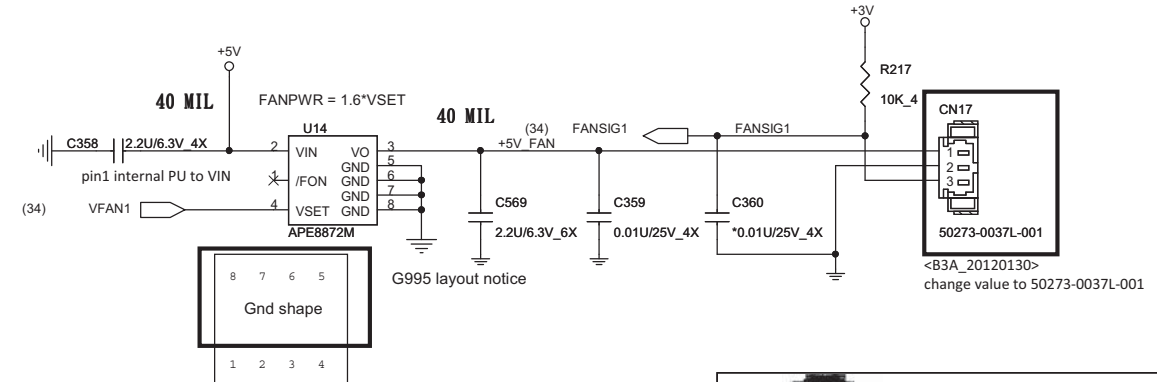 +3V
+5V
R217
10K_4
40 MIL
FANPWR = 1.6*VSET
CN17
U14
40 MIL
(34)
FANSIG1
FANSIG1
+5V_FAN
C358
2.2U/6.3V_4X
2
VIN
VO
3
1
GND
5
2
pin1 internal PU to VIN
1
/FON
GND
6
3
GND
7
(34)
VFAN1
4
VSET
GND
8
C569
C359
C360
APE8872M
2.2U/6.3V_6X
0.01U/25V_4X
*0.01U/25V_4X
50273-0037L-001
<B3A_20120130>
change value to 50273-0037L-001
G995 layout notice
8 7 6 5
Gnd shape
1 2 3 4